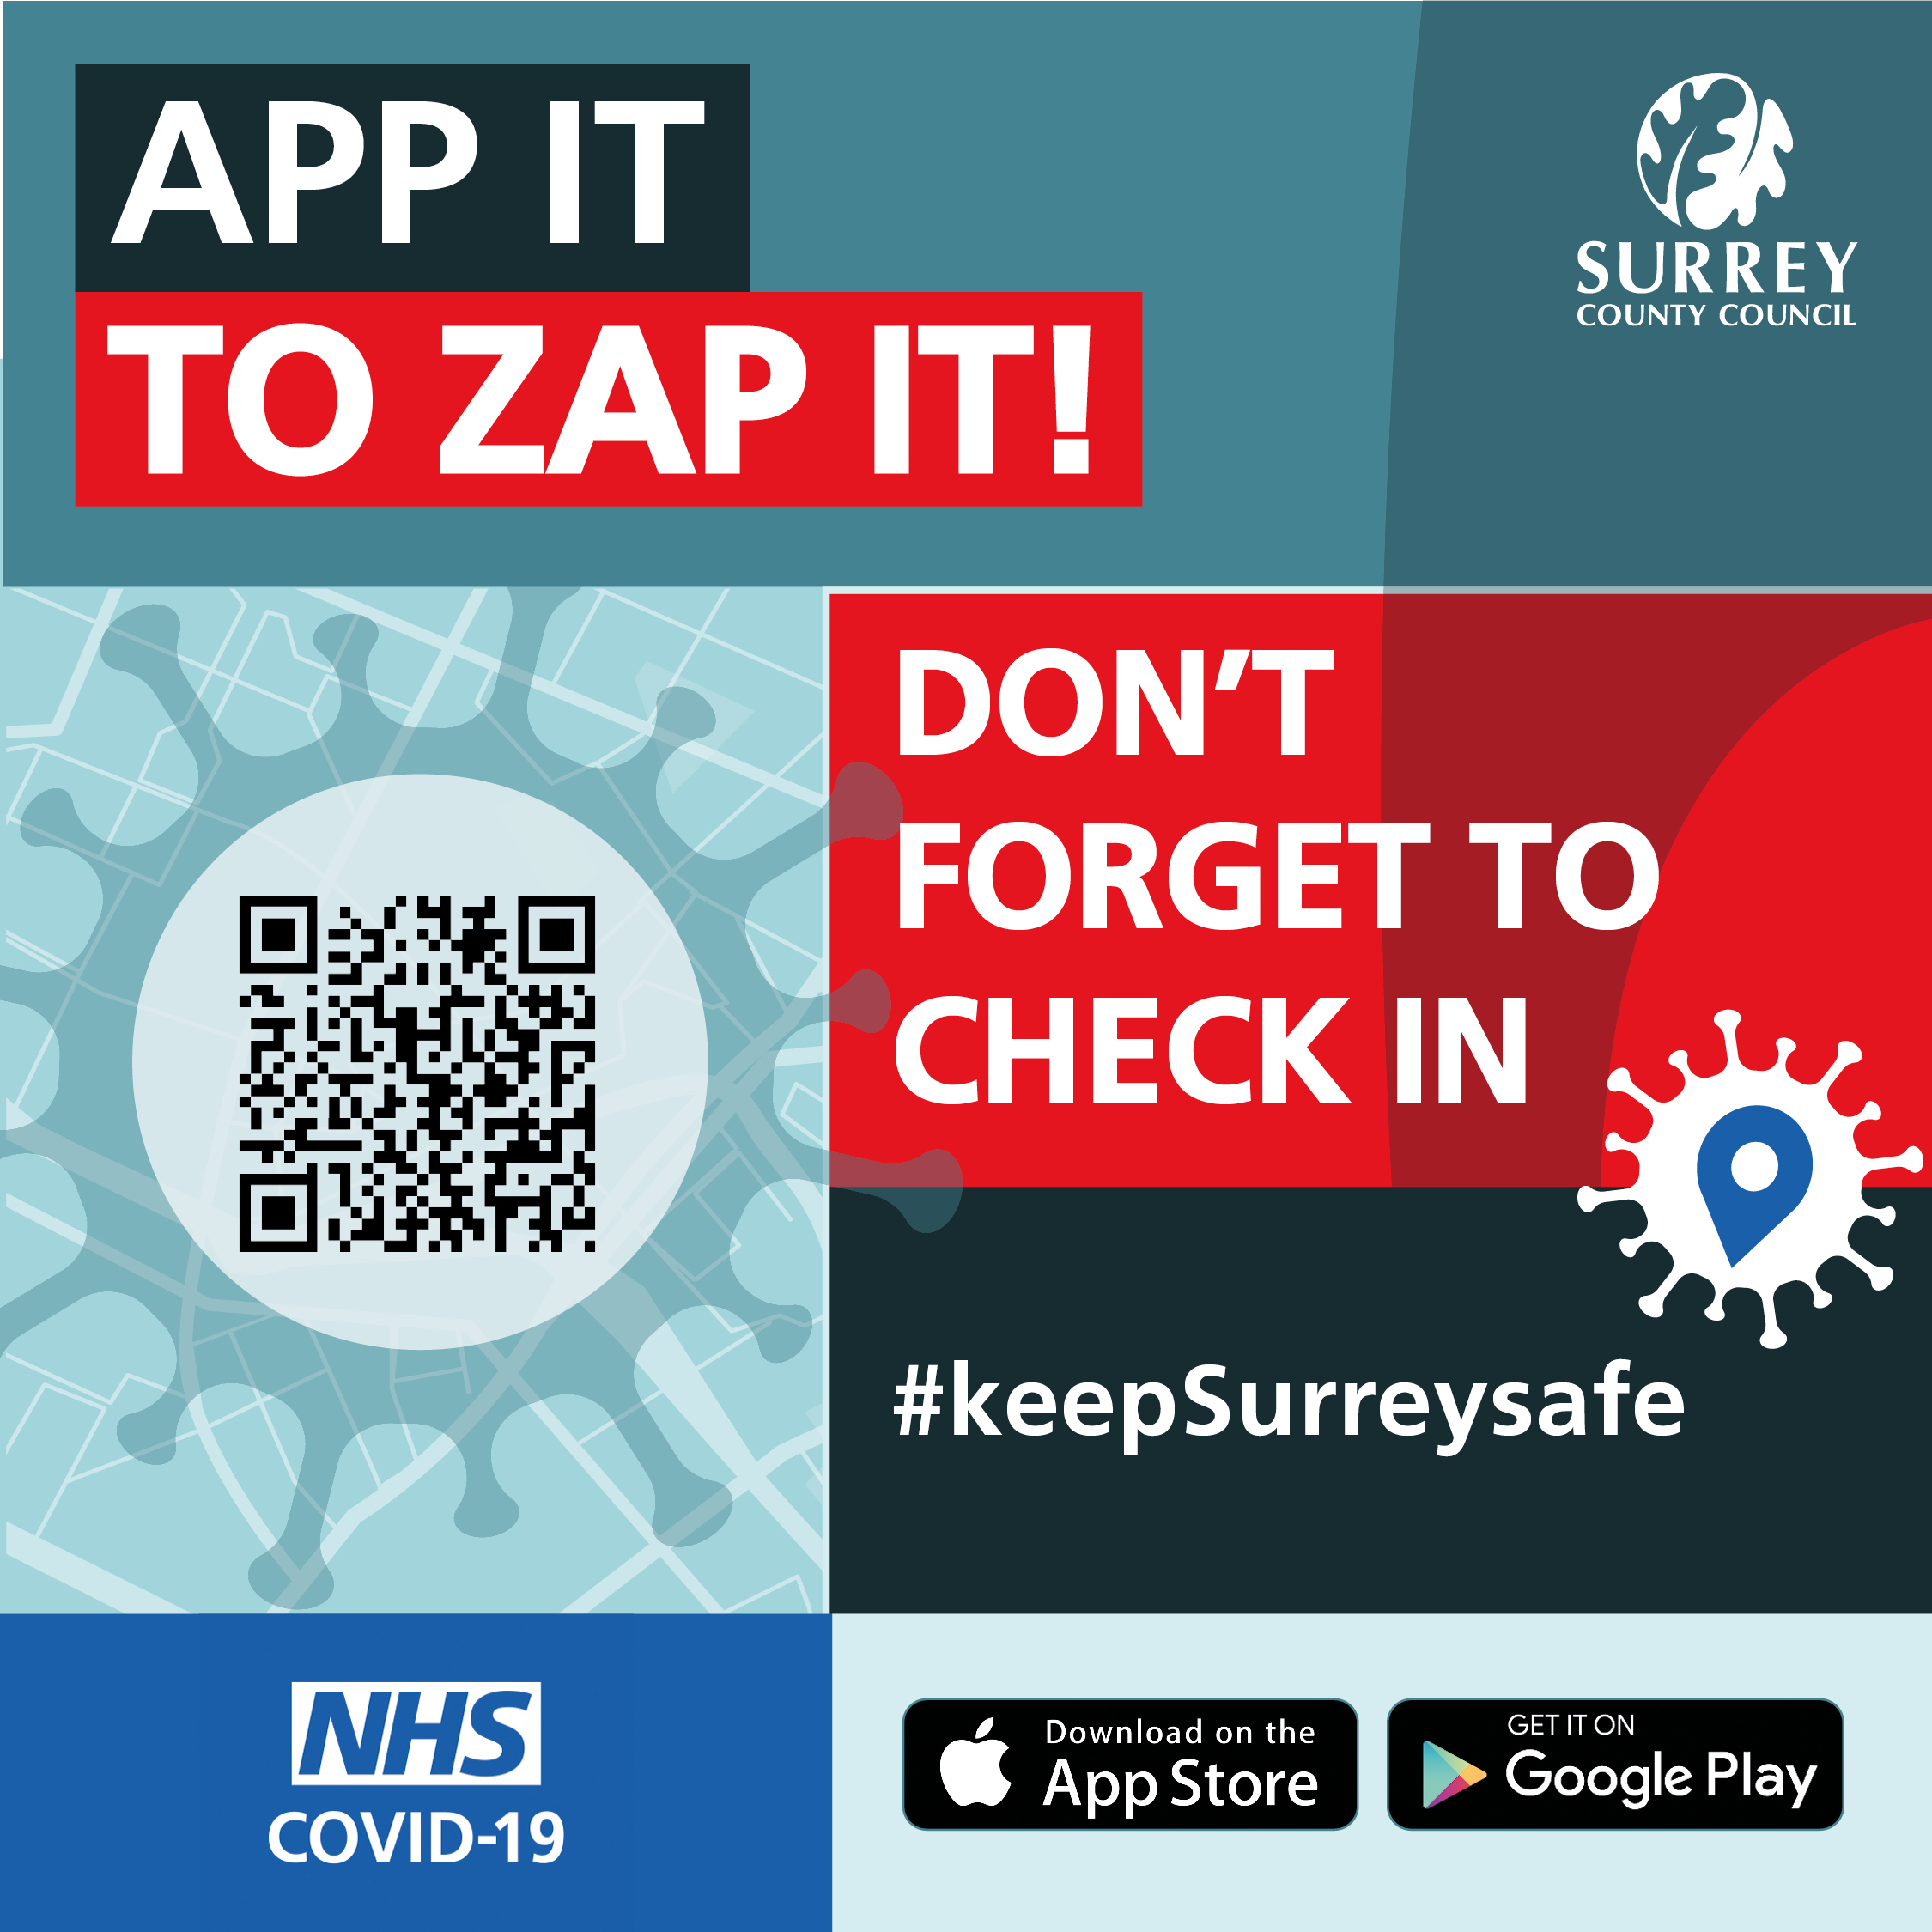 APP IT
TO ZAP IT!
SURREY
COUNTY COUNCIL
DON'T
FORGET TO
CHECK IN
#keepSurreysafe
NHS
COVID-19
Download on the
App Store
GET IT ON
Google Play